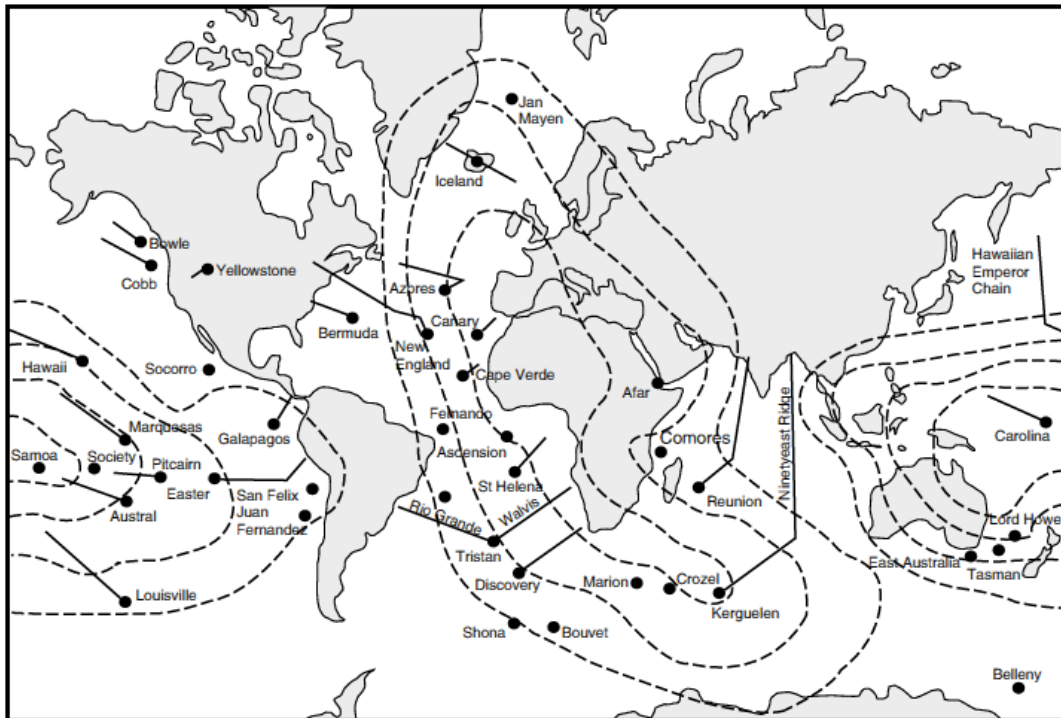 Jan
Mayen
Iceland
Bowle
Cobb
Yellowstone
Hawaiian
Emperor
Chain
Azores
Bermuda
Canary
New
England
Hawaii
Socorro
Cape Verde
Afar
Marquesas
Galapagos
Fernando
Ascension
Comores
Ninetyeast Ridge
Carolina
Samoa
Society
Pitcairn
Easter
St Helena
Reunion
Austral
San Felix
Juan
Fernandez
Rio Grande
Walvis
Lord Howe
Tristan
East Australia
Tasman
Discovery
Marion
Crozel
Kerguelen
Louisville
Shona
Bouvet
Belleny